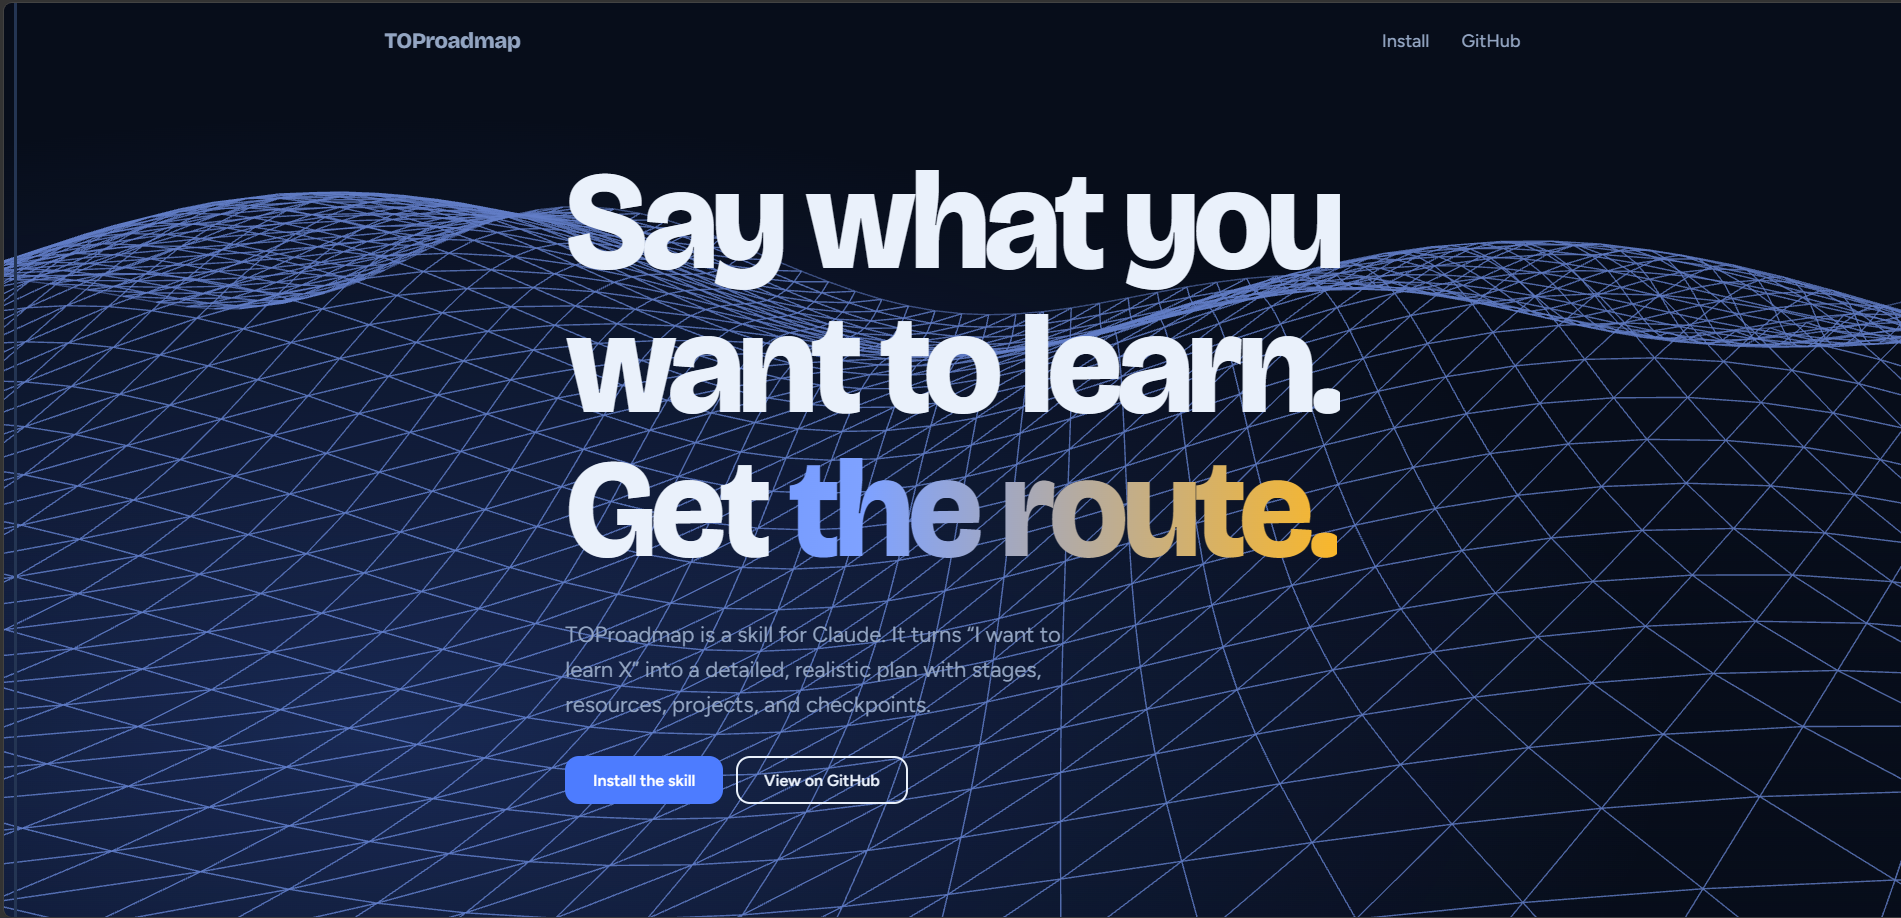 TOProadmap
Install
GitHub
Say what you
want to learn.
Get the route.
TOProadmap is a skill for Claude. It turns “I want to
learn X” into a detailed, realistic plan with stages,
resources, projects, and checkpoints.
Install the skill
View on GitHub